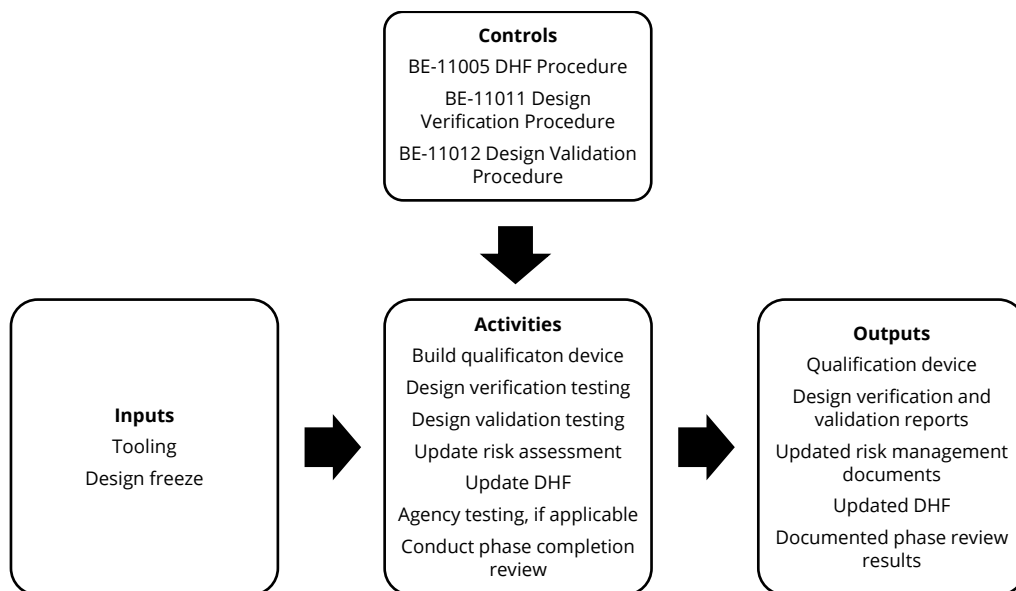 Controls
BE-11005 DHF Procedure
BE-11011 Design
Verification Procedure
BE-11012 Design Validation
Procedure
Inputs
Tooling
Design freeze
Activities
Build qualificaton device
Design verification testing
Design validation testing
Update risk assessment
Update DHF
Agency testing, if applicable
Conduct phase completion
review
Outputs
Qualification device
Design verification and
validation reports
Updated risk management
documents
Updated DHF
Documented phase review
results